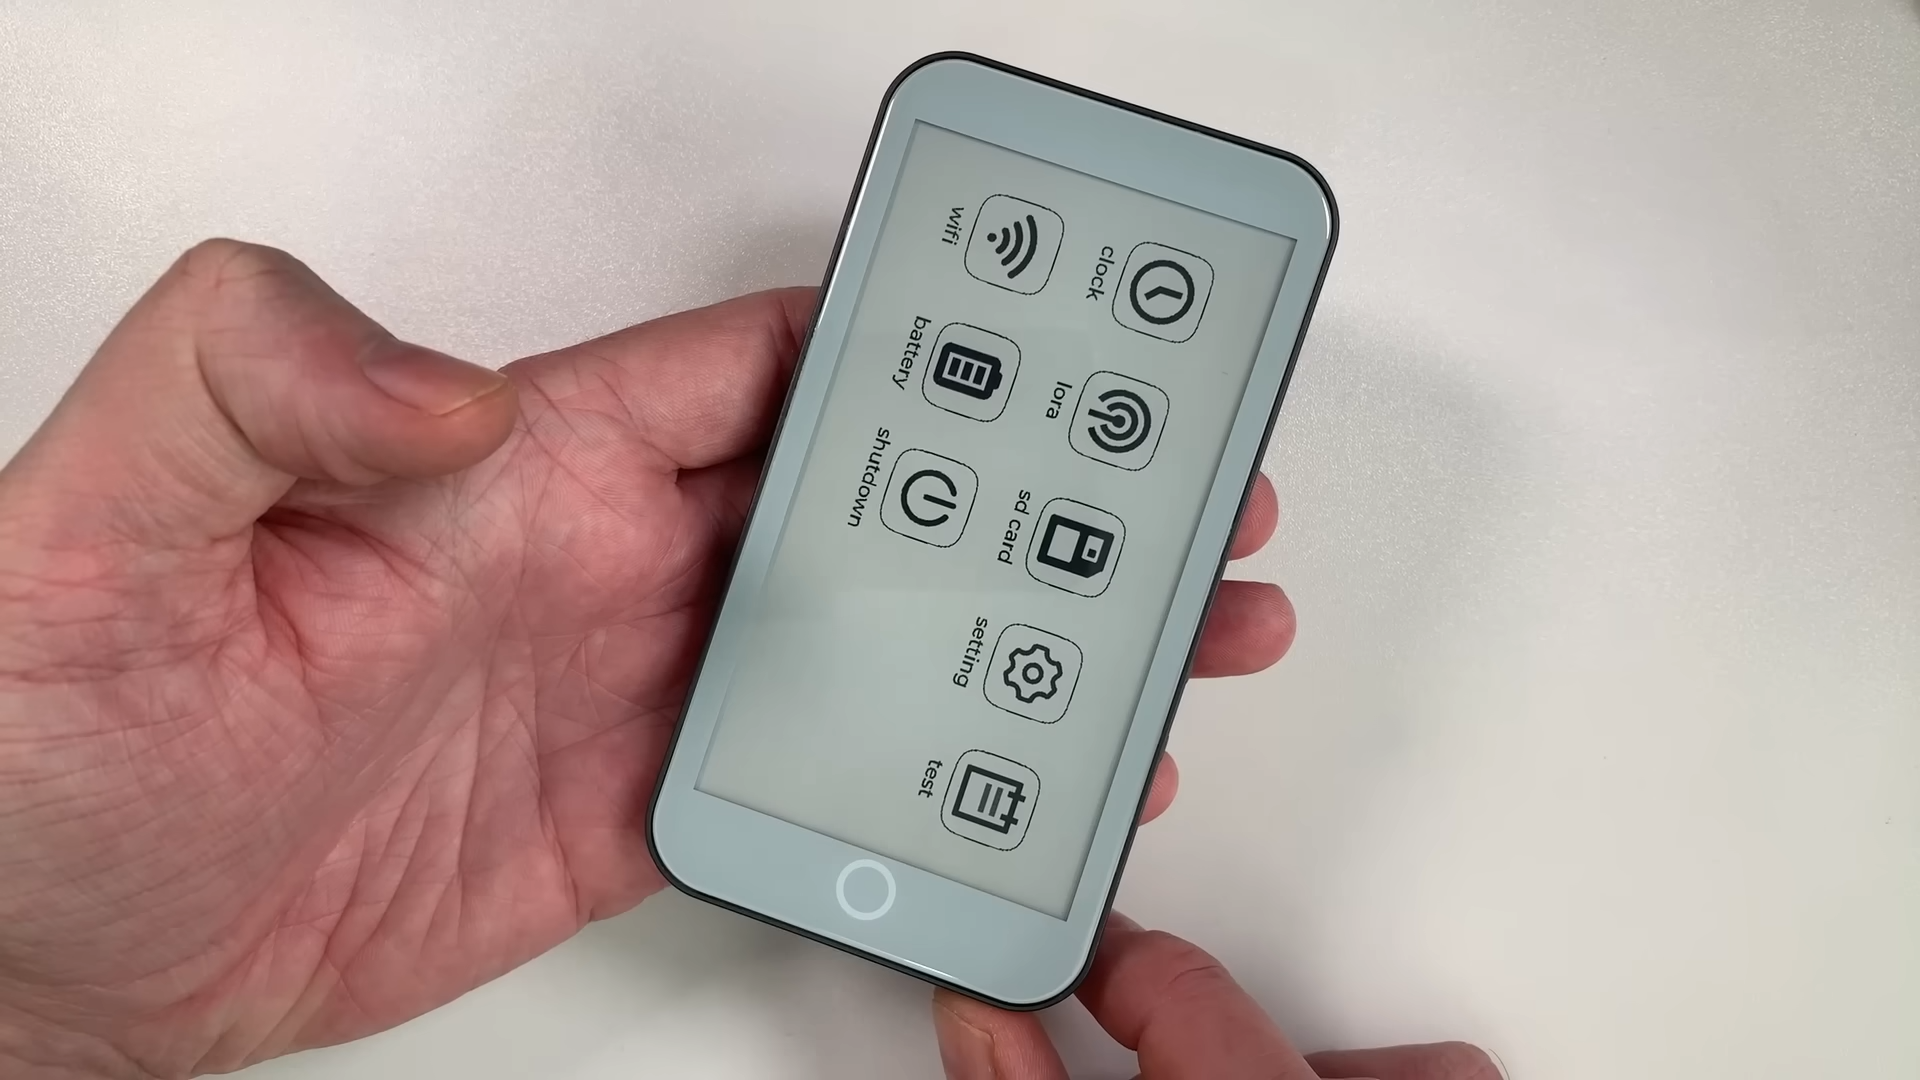 clock
lora
sd card
setting
test
wifi
battery
shutdown